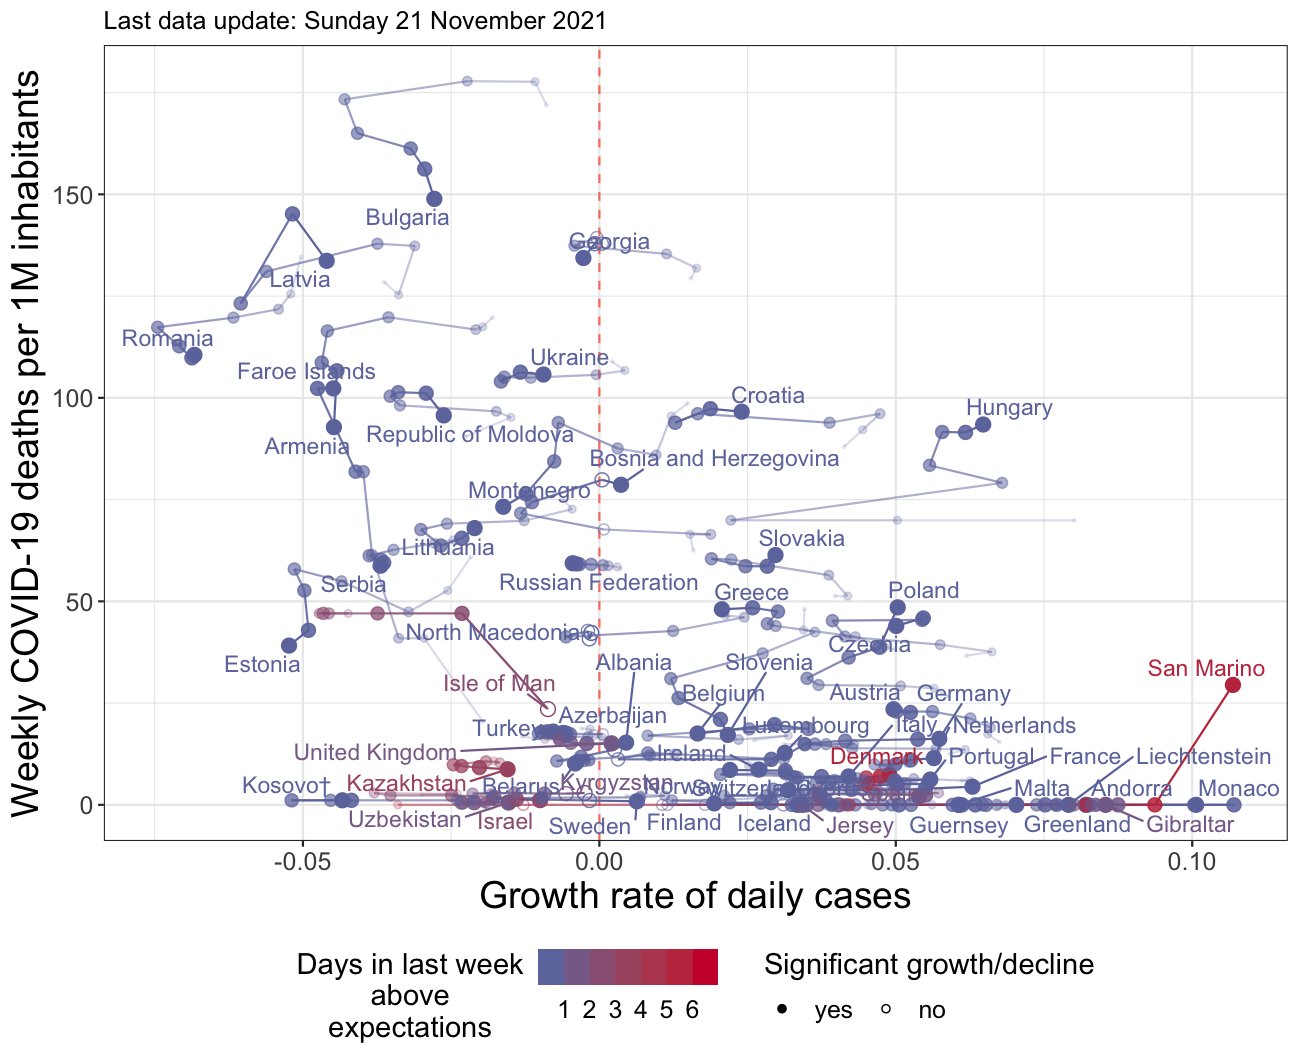 Last data update: Sunday 21 November 2021
Weekly COVID-19 deaths per 1M inhabitants
150
100
50
0
Bulgaria
Georgia
Latvia
Romania
Ukraine
Faroe Islands
Croatia
Hungary
Republic of Moldova
Armenia
Bosnia and Herzegovina
Montenegro
Slovakia
Lithuania
Serbia
Russian Federation
Greece
Poland
North Macedonia
Czechia
Estonia
Albania
Slovenia
San Marino
Isle of Man
Belgium
Austria
Germany
Azerbaijan
Turkey
Luxembourg
Italy
Netherlands
United Kingdom
Ireland
Denmark
Portugal
France
Liechtenstein
Kosovo†
Kazakhstan
Belarus
Kyrgyzstan
Norway
Switzerland
Malta
Andorra
Monaco
Uzbekistan
Israel
Sweden
Finland
Iceland
Jersey
Guernsey
Greenland
Gibraltar
-0.05
0.00
0.05
0.10
Growth rate of daily cases
Days in last week
above
expectations
1 2 3 4 5 6
Significant growth/decline
yes
no